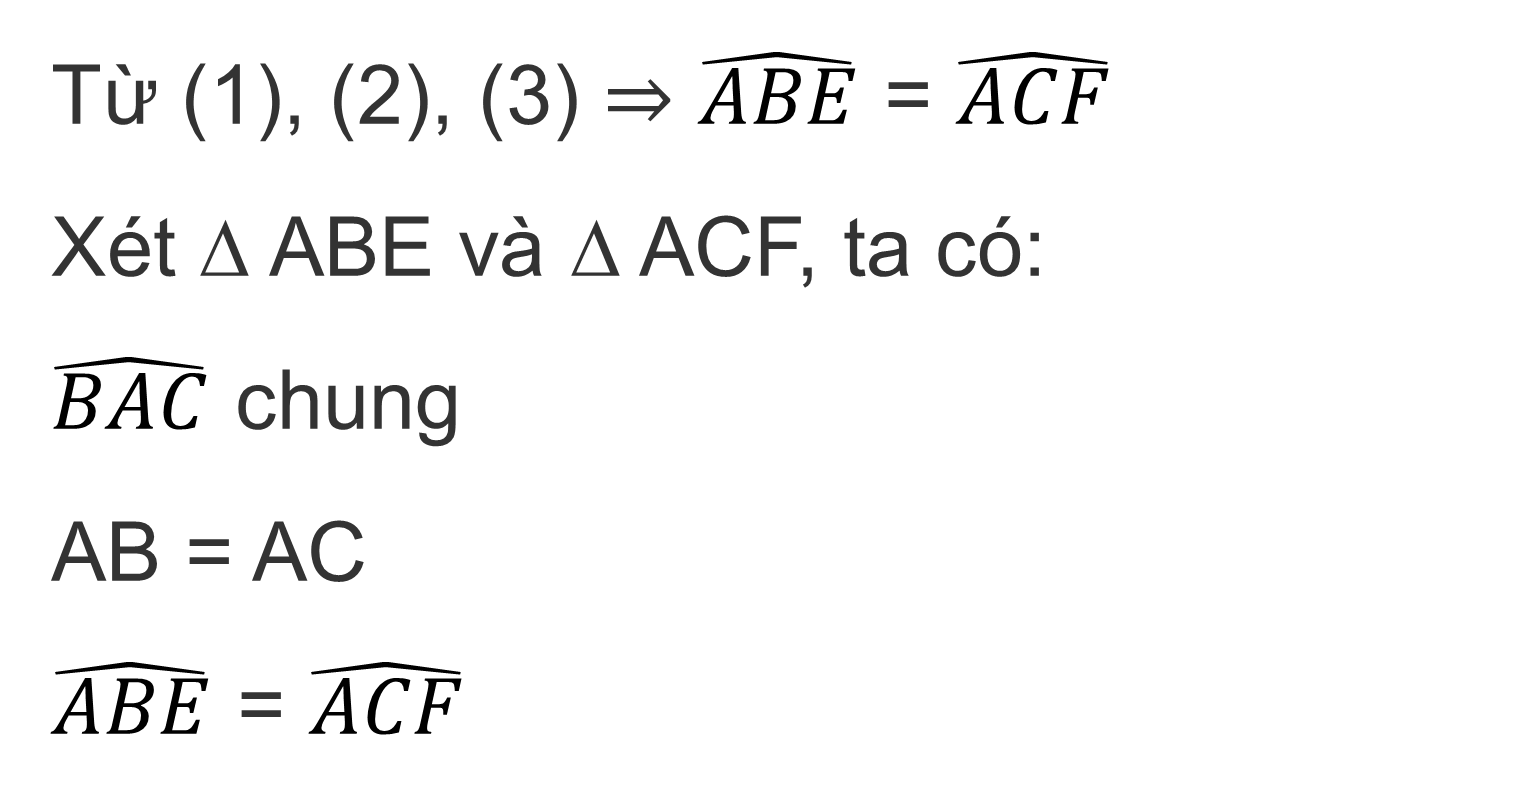 Từ (1), (2), (3) ⇒ $\widehat{ABE}$ = $\widehat{ACF}$
Xét Δ ABE và Δ ACF, ta có:
$\widehat{BAC}$ chung
AB = AC
$\widehat{ABE}$ = $\widehat{ACF}$